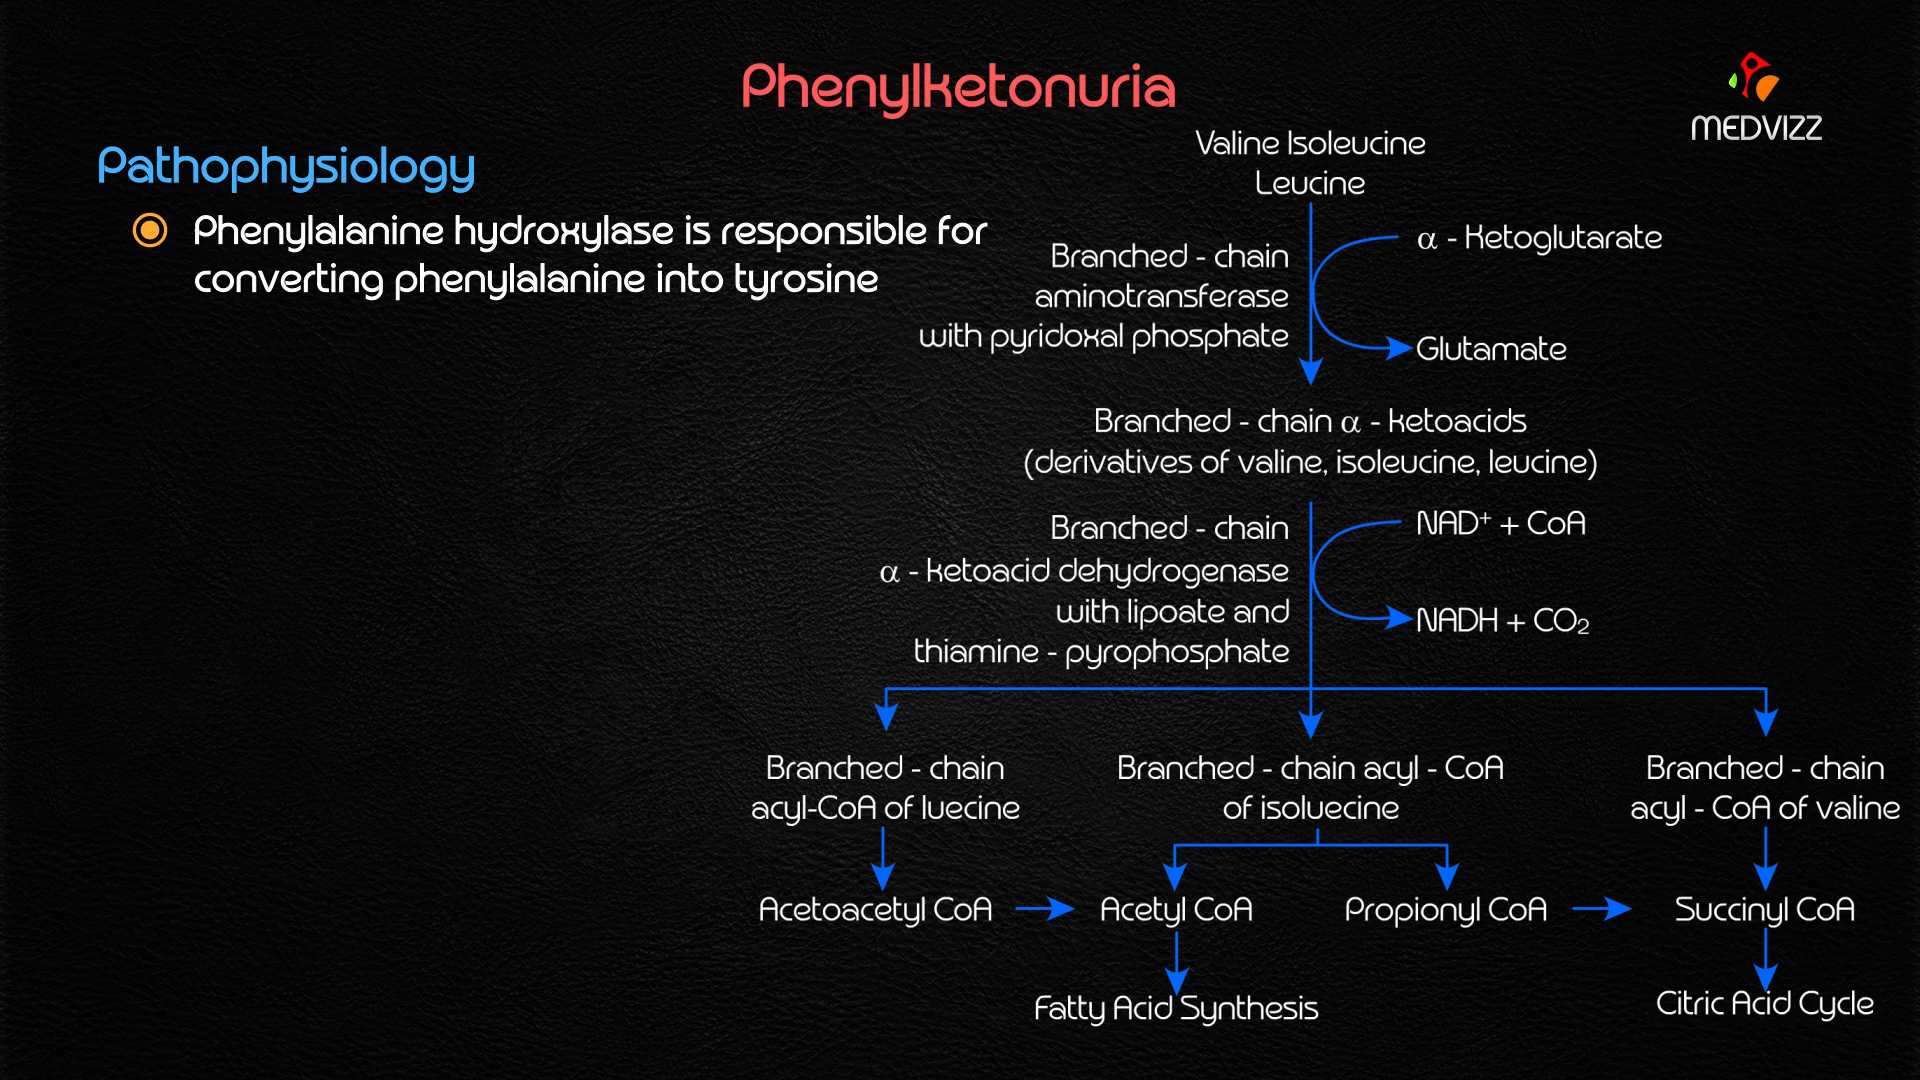 Phenylketonuria
MEDVIZZ
Pathophysiology
Phenylalanine hydroxylase is responsible for
converting phenylalanine into tyrosine
Valine Isoleucine
Leucine
Branched - chain
aminotransferase
with pyridoxal phosphate
α - Ketoglutarate
Glutamate
Branched - chain α - ketoacids
(derivatives of valine, isoleucine, leucine)
Branched - chain
α - ketoacid dehydrogenase
with lipoate and
thiamine - pyrophosphate
NAD⁺ + CoA
NADH + CO₂
Branched - chain
acyl-CoA of luecine
Branched - chain acyl - CoA
of isoluecine
Branched - chain
acyl - CoA of valine
Acetoacetyl CoA
Acetyl CoA
Propionyl CoA
Succinyl CoA
Fatty Acid Synthesis
Citric Acid Cycle